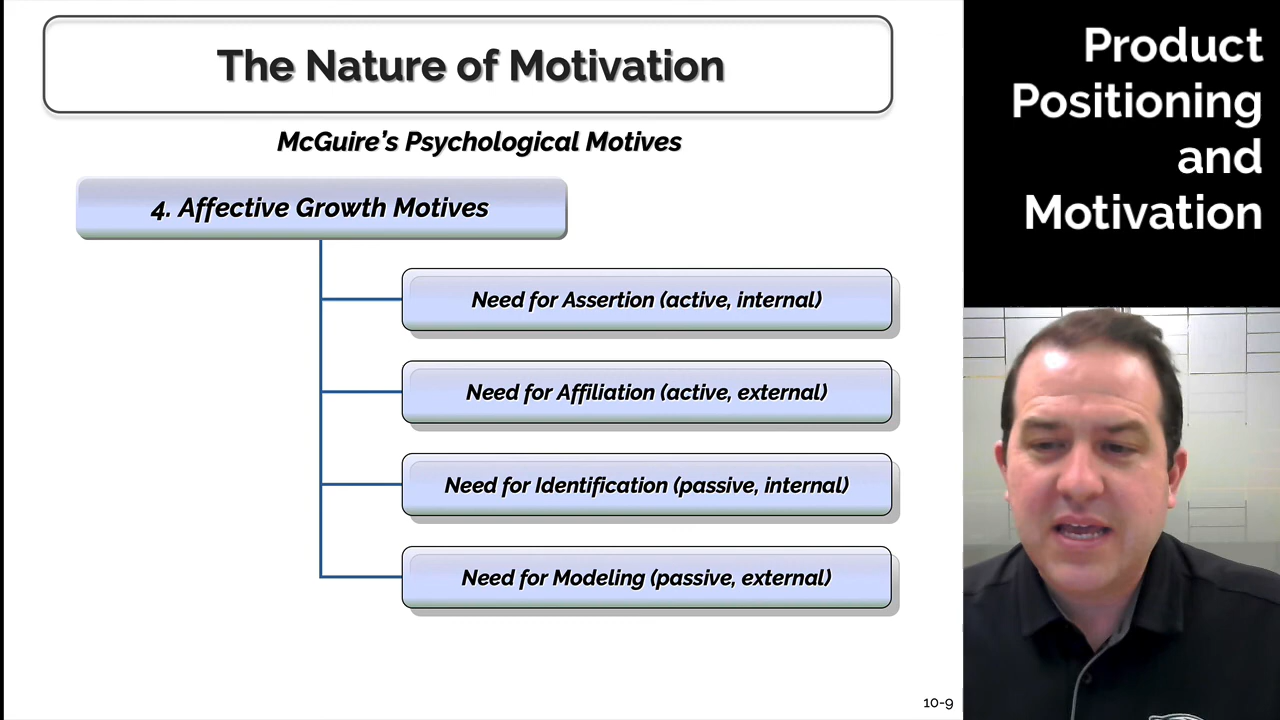 The Nature of Motivation
McGuire’s Psychological Motives
4. Affective Growth Motives
Need for Assertion (active, internal)
Need for Affiliation (active, external)
Need for Identification (passive, internal)
Need for Modeling (passive, external)
10-9
Product
Positioning
and
Motivation